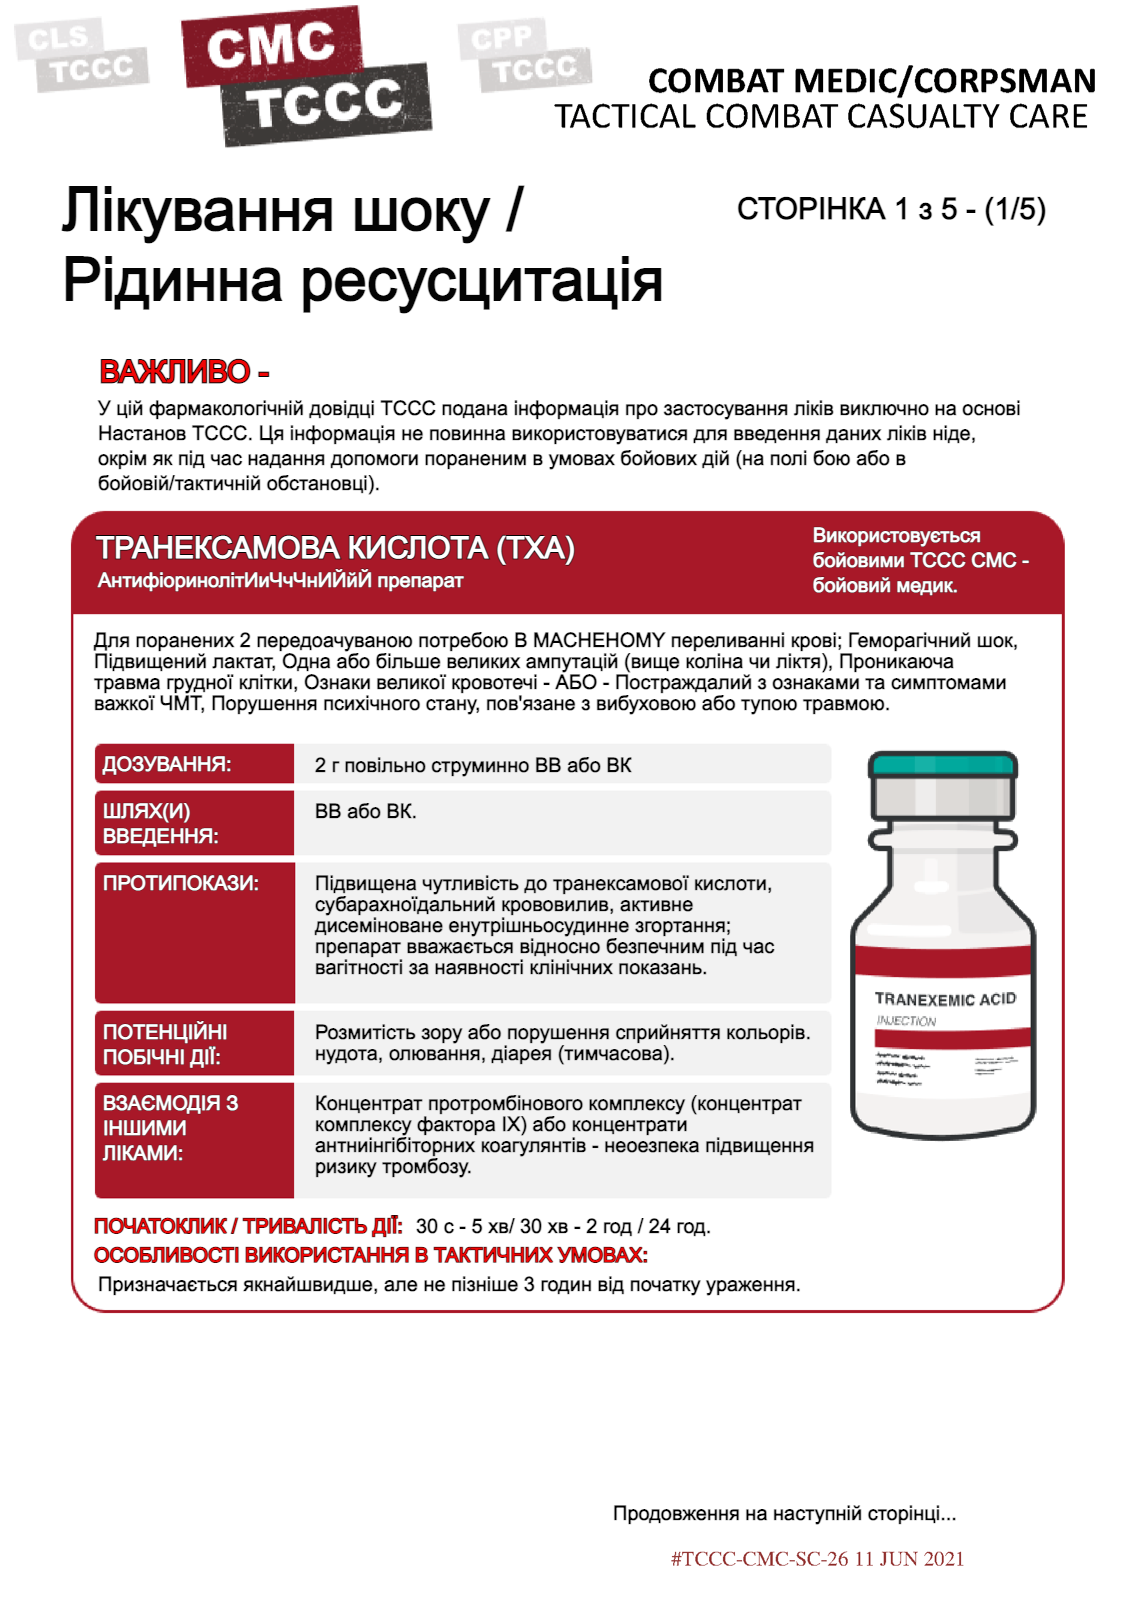 CLS
TCCC
CMC
TCCC
CPP
TCCC
COMBAT MEDIC/CORPSMAN
TACTICAL COMBAT CASUALTY CARE
Лікування шоку /
Рідинна ресусцитація
СТОРІНКА 1 з 5 - (1/5)
ВАЖЛИВО -
У цій фармакологічній довідці ТССС подана інформація про застосування ліків виключно на основі
Настанов ТССС. Ця інформація не повинна використовуватися для введення даних ліків ніде,
окрім як під час надання допомоги пораненим в умовах бойових дій (на полі бою або в
бойовій/тактичній обстановці).
ТРАНЕКСАМОВА КИСЛОТА (TXA)
АнтифіоринолітИиЧчЧнИЙйЙ препарат
Використовується
бойовими ТССС СМС -
бойовий медик.
Для поранених 2 передоачуваною потребою В MACHEHOMY переливанні крові; Геморагічний шок,
Підвищений лактат, Одна або більше великих ампутацій (вище коліна чи ліктя), Проникаюча
травма грудної клітки, Ознаки великої кровотечі - АБО - Постраждалий з ознаками та симптомами
важкої ЧМТ, Порушення психічного стану, пов'язане з вибуховою або тупою травмою.
ДОЗУВАННЯ:
2 г повільно струминно ВВ або ВК
ШЛЯХ(И)
ВВЕДЕННЯ:
ВВ або ВК.
ПРОТИПОКАЗИ:
Підвищена чутливість до транексамової кислоти,
субарахноїдальний крововилив, активне
дисеміноване енутрішньосудинне згортання;
препарат вважається відносно безпечним під час
вагітності за наявності клінічних показань.
ПОТЕНЦІЙНІ
ПОБІЧНІ ДІЇ:
Розмитість зору або порушення сприйняття кольорів.
нудота, олювання, діарея (тимчасова).
ВЗАЄМОДІЯ З
ІНШИМИ
ЛІКАМИ:
Концентрат протромбінового комплексу (концентрат
комплексу фактора IX) або концентрати
антиингібіторних коагулянтів - неоезпека підвищення
ризику тромбозу.
TRANEXEMIC ACID
INJECTION
ПОЧАТОКЛИК / ТРИВАЛІСТЬ ДІЇ: 30 с - 5 хв/ 30 хв - 2 год / 24 год.
ОСОБЛИВОСТІ ВИКОРИСТАННЯ В ТАКТИЧНИХ УМОВАХ:
Призначається якнайшвидше, але не пізніше 3 годин від початку ураження.
Продовження на наступній сторінці...
#TCCC-CMC-SC-26 11 JUN 2021